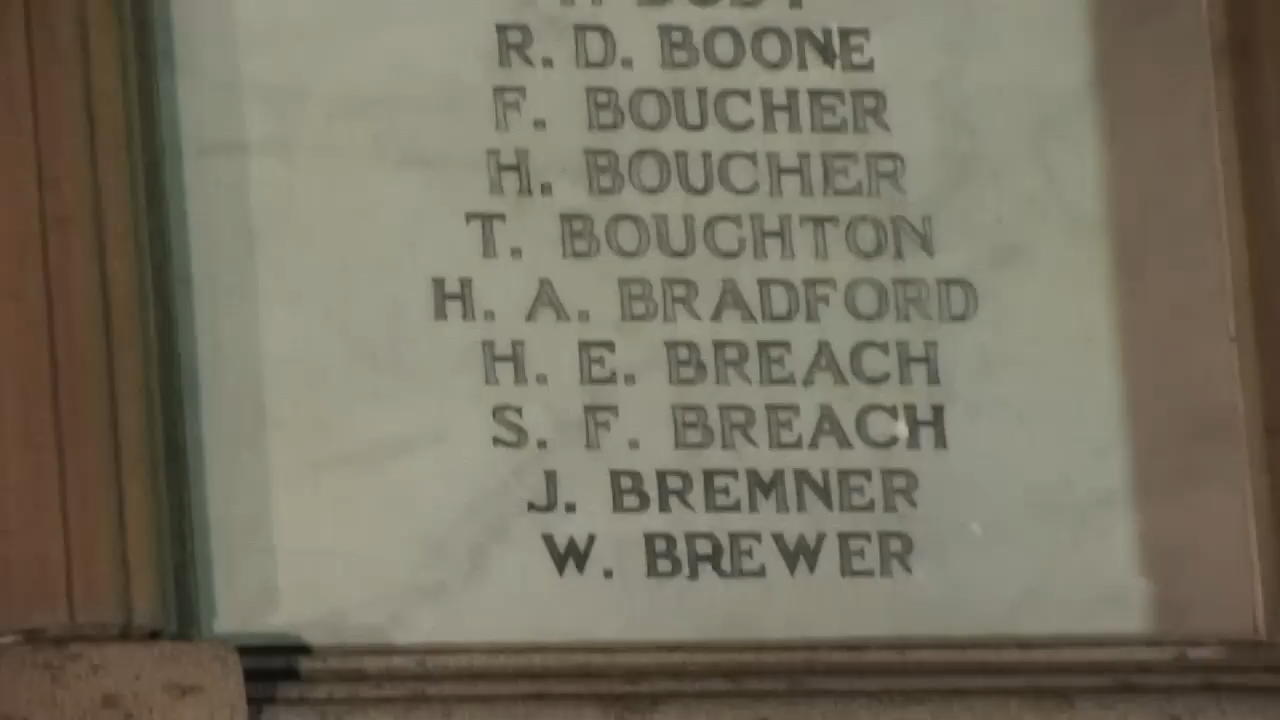 R. D. BOONE
F. BOUCHER
H. BOUCHER
T. BOUGHTON
H. A. BRADFORD
H. E. BREACH
S. F. BREACH
J. BREMNER
W. BREWER